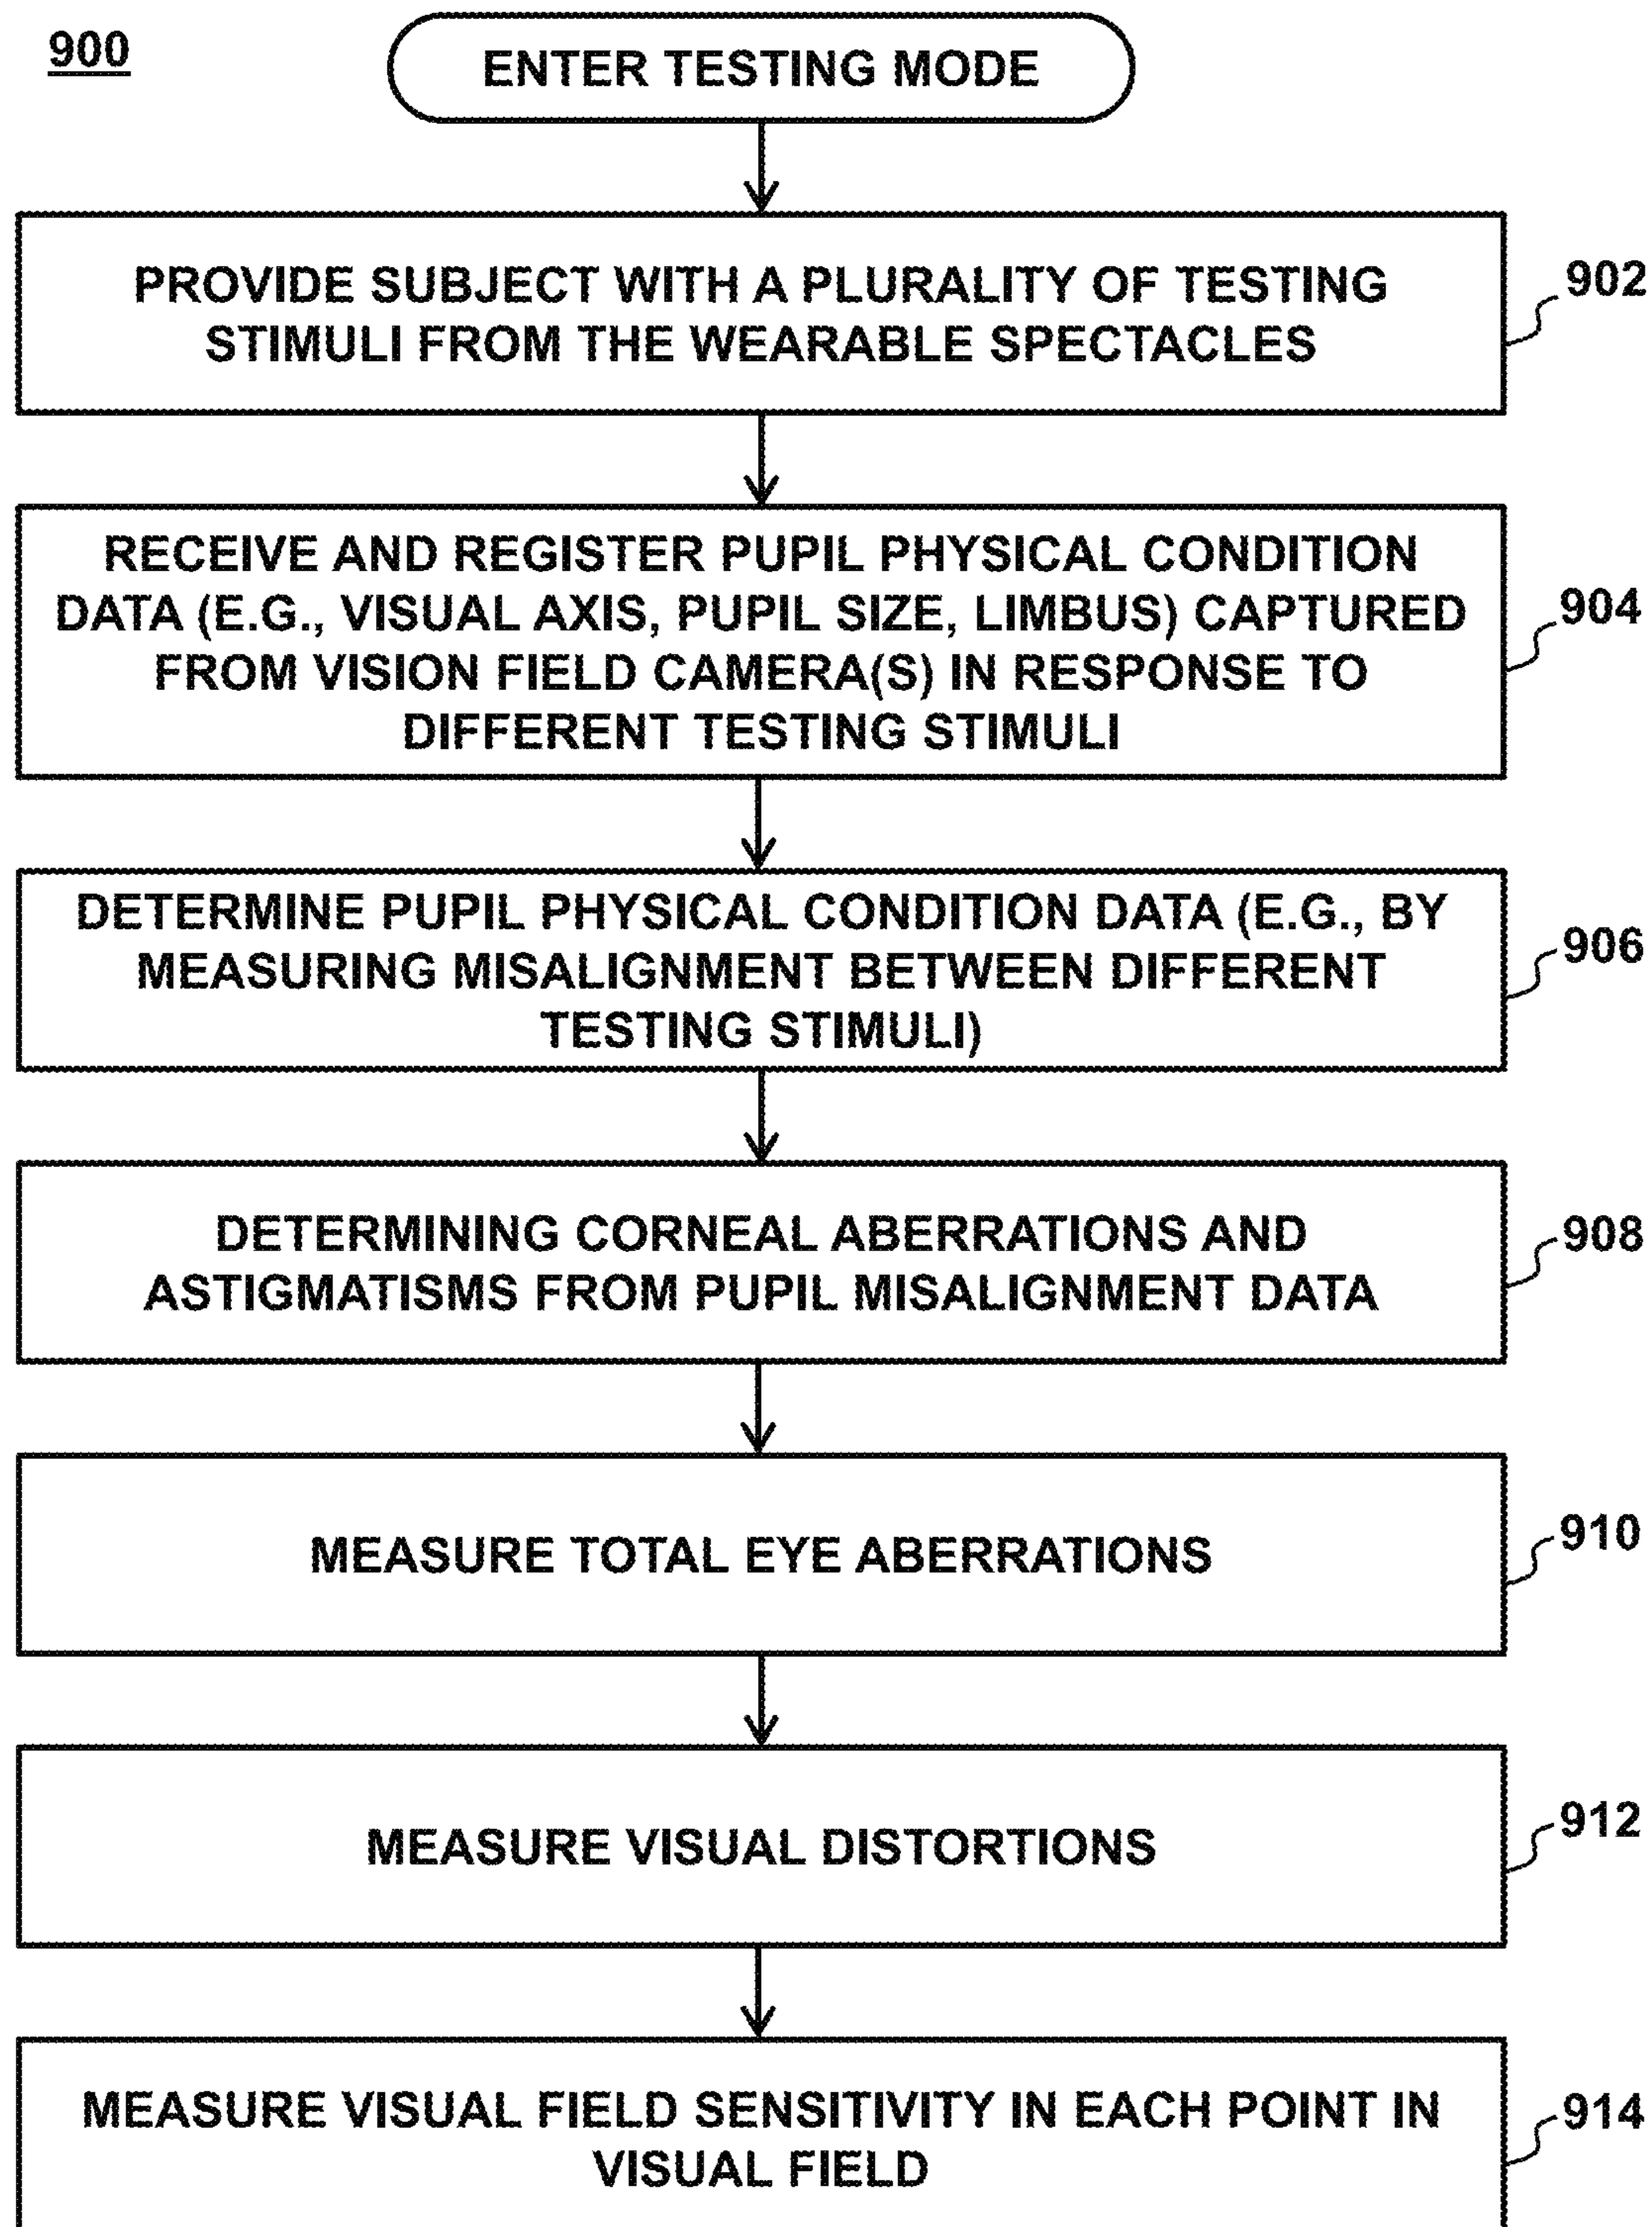 900
ENTER TESTING MODE
PROVIDE SUBJECT WITH A PLURALITY OF TESTING
STIMULI FROM THE WEARABLE SPECTACLES
902
RECEIVE AND REGISTER PUPIL PHYSICAL CONDITION
DATA (E.G., VISUAL AXIS, PUPIL SIZE, LIMBUS) CAPTURED
FROM VISION FIELD CAMERA(S) IN RESPONSE TO
DIFFERENT TESTING STIMULI
904
DETERMINE PUPIL PHYSICAL CONDITION DATA (E.G., BY
MEASURING MISALIGNMENT BETWEEN DIFFERENT
TESTING STIMULI)
906
DETERMINING CORNEAL ABERRATIONS AND
ASTIGMATISMS FROM PUPIL MISALIGNMENT DATA
908
MEASURE TOTAL EYE ABERRATIONS
910
MEASURE VISUAL DISTORTIONS
912
MEASURE VISUAL FIELD SENSITIVITY IN EACH POINT IN
VISUAL FIELD
914